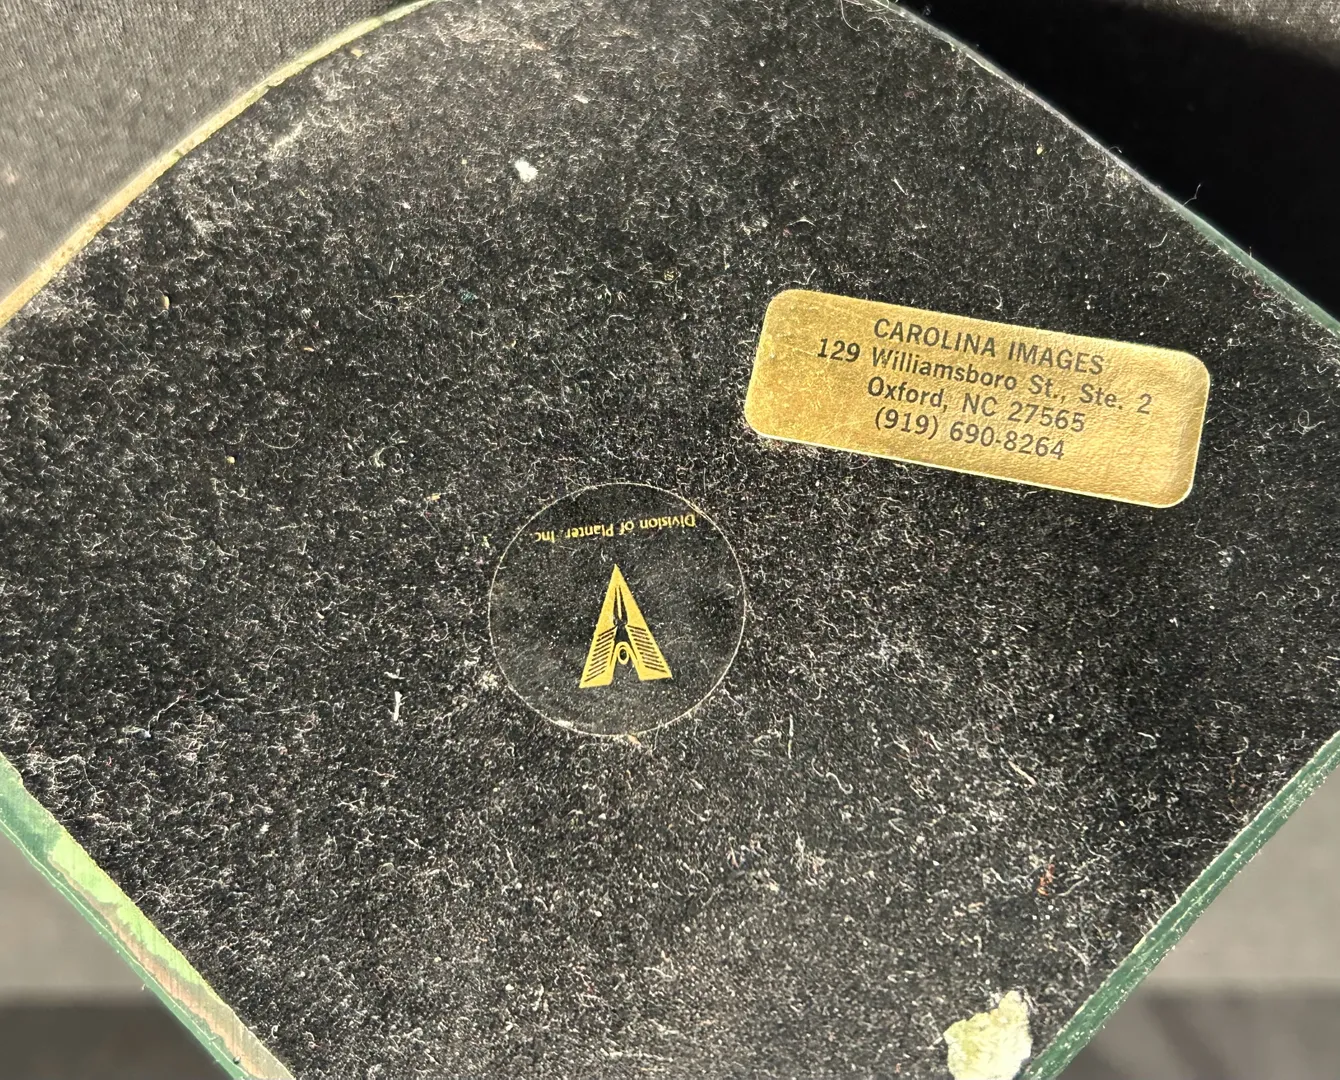 CAROLINA IMAGES
129 Williamsboro St., Ste. 2
Oxford, NC 27565
(919) 690-8264
Division of Planter, Inc